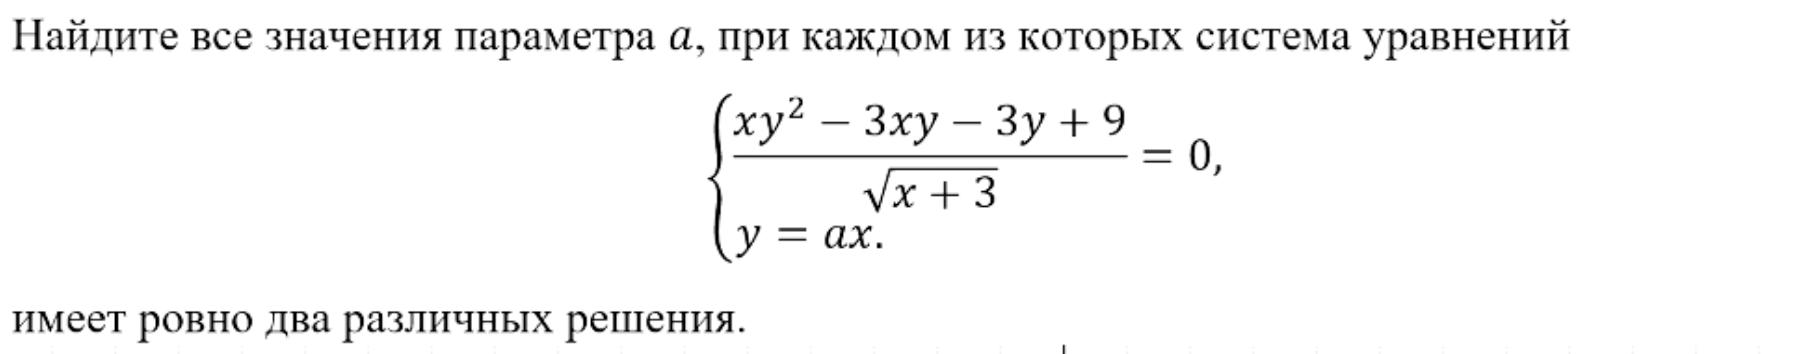 Найдите все значения параметра a, при каждом из которых система уравнений
{ (xy² − 3xy − 3y + 9) / √(x + 3) = 0,
y = ax.
имеет ровно два различных решения.